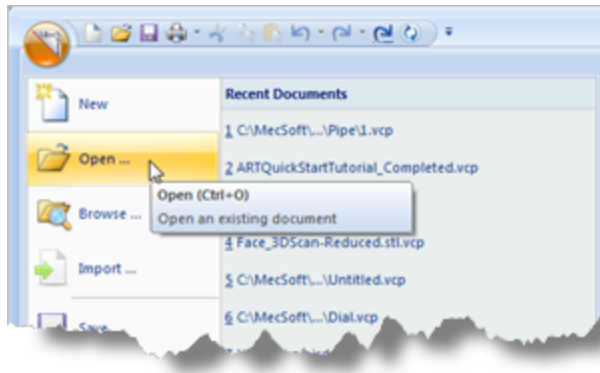 New
Open ...
Browse ...
Import ...
Save
Recent Documents
1 C:\MecSoft\...\Pipe\1.vcp
2 ARTQuickStartTutorial_Completed.vcp
Open (Ctrl+O)
Open an existing document
4 Face_3DScan-Reduced.stl.vcp
5 C:\MecSoft\...\Untitled.vcp
6 C:\MecSoft\...\Dial.vcp